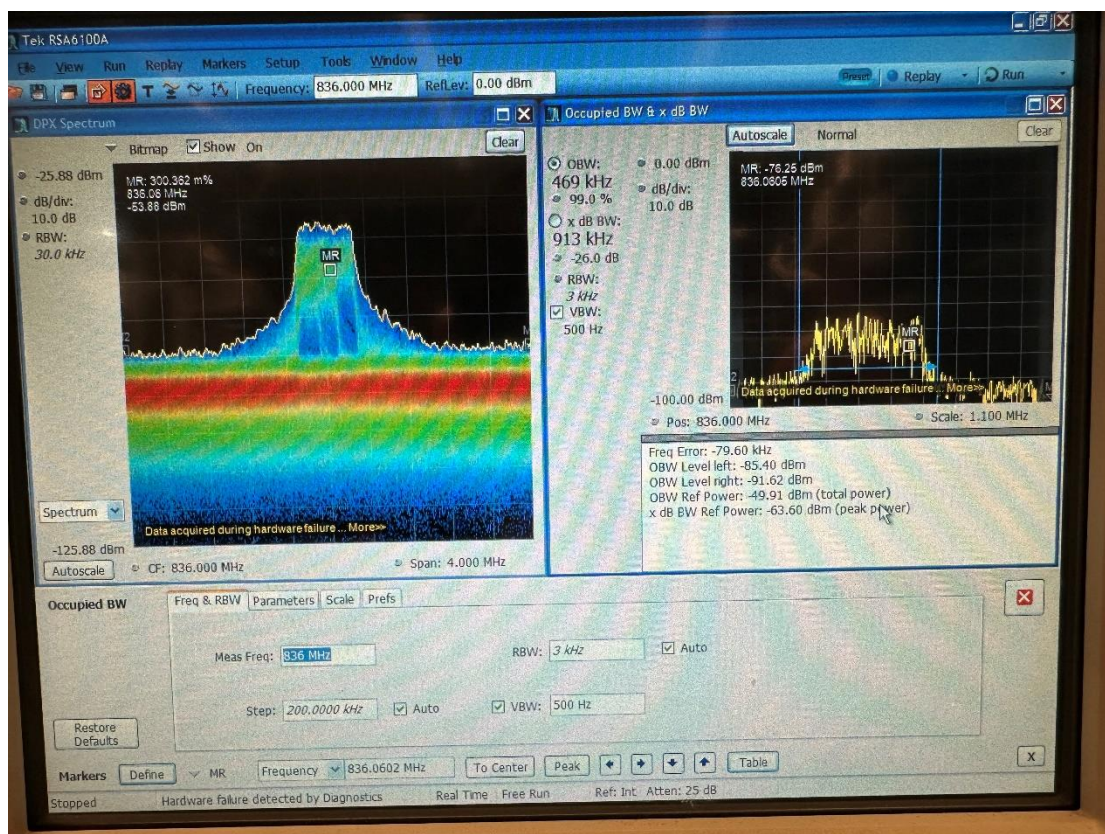 Tek RSA6100A
File View Run Replay Markers Setup Tools Window Help
T Frequency: 836.000 MHz RefLev: 0.00 dBm Preset Replay Run
DPX Spectrum
Bitmap Show On Clear
-25.88 dBm
dB/div:
10.0 dB
RBW:
30.0 kHz
MR: 300.362 m%
836.06 MHz
-53.88 dBm
MR
2
Spectrum
Data acquired during hardware failure ... More>>
-125.88 dBm
Autoscale CF: 836.000 MHz Span: 4.000 MHz
Occupied BW & x dB BW
Autoscale Normal Clear
OBW:
469 kHz
99.0 %
x dB BW:
913 kHz
-26.0 dB
RBW:
3 kHz
VBW:
500 Hz
0.00 dBm
dB/div:
10.0 dB
MR: -76.25 dBm
836.0605 MHz
MR
2
Data acquired during hardware failure ... More>>
-100.00 dBm
Pos: 836.000 MHz Scale: 1.100 MHz
Freq Error: -79.60 kHz
OBW Level left: -85.40 dBm
OBW Level right: -91.62 dBm
OBW Ref Power: -49.91 dBm (total power)
x dB BW Ref Power: -63.60 dBm (peak power)
Occupied BW Freq & RBW Parameters Scale Prefs
Meas Freq: 836 MHz RBW: 3 kHz Auto
Step: 200.0000 kHz Auto VBW: 500 Hz
Restore
Defaults
Markers Define MR Frequency 836.0602 MHz To Center Peak Table X
Stopped Hardware failure detected by Diagnostics Real Time Free Run Ref: Int Atten: 25 dB